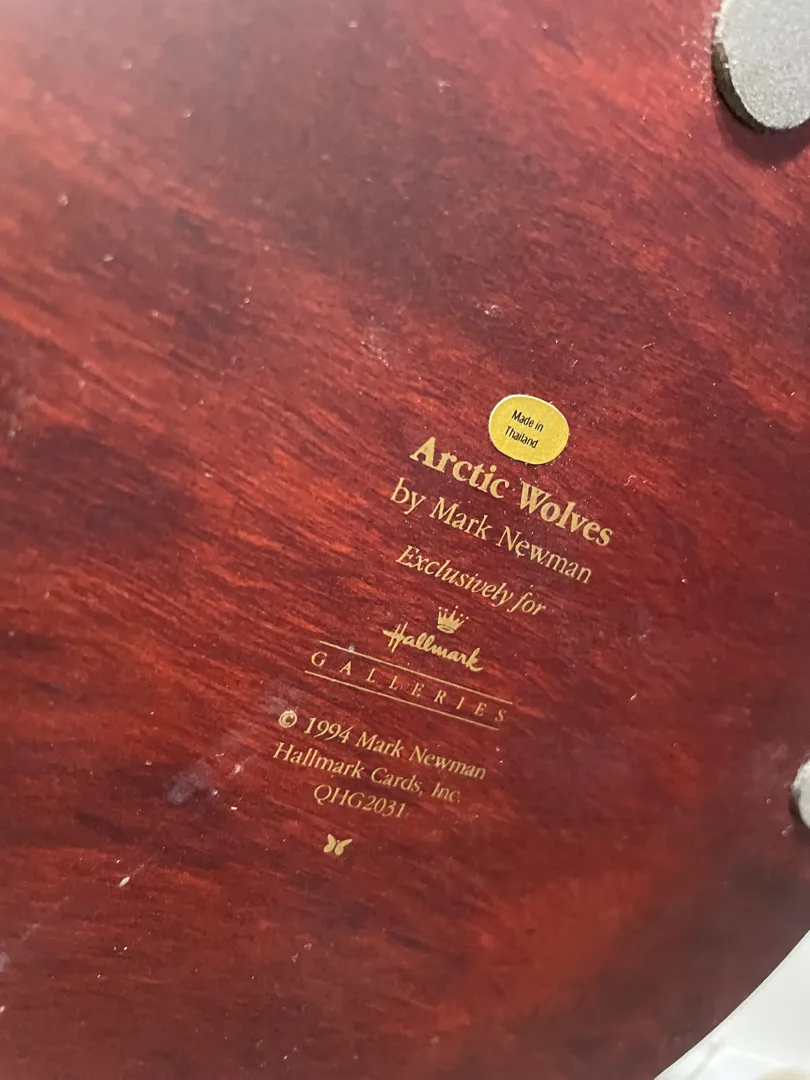 Made in
Thailand
Arctic Wolves
by Mark Newman
Exclusively for
Hallmark
GALLERIES
© 1994 Mark Newman
Hallmark Cards, Inc.
QHG2031